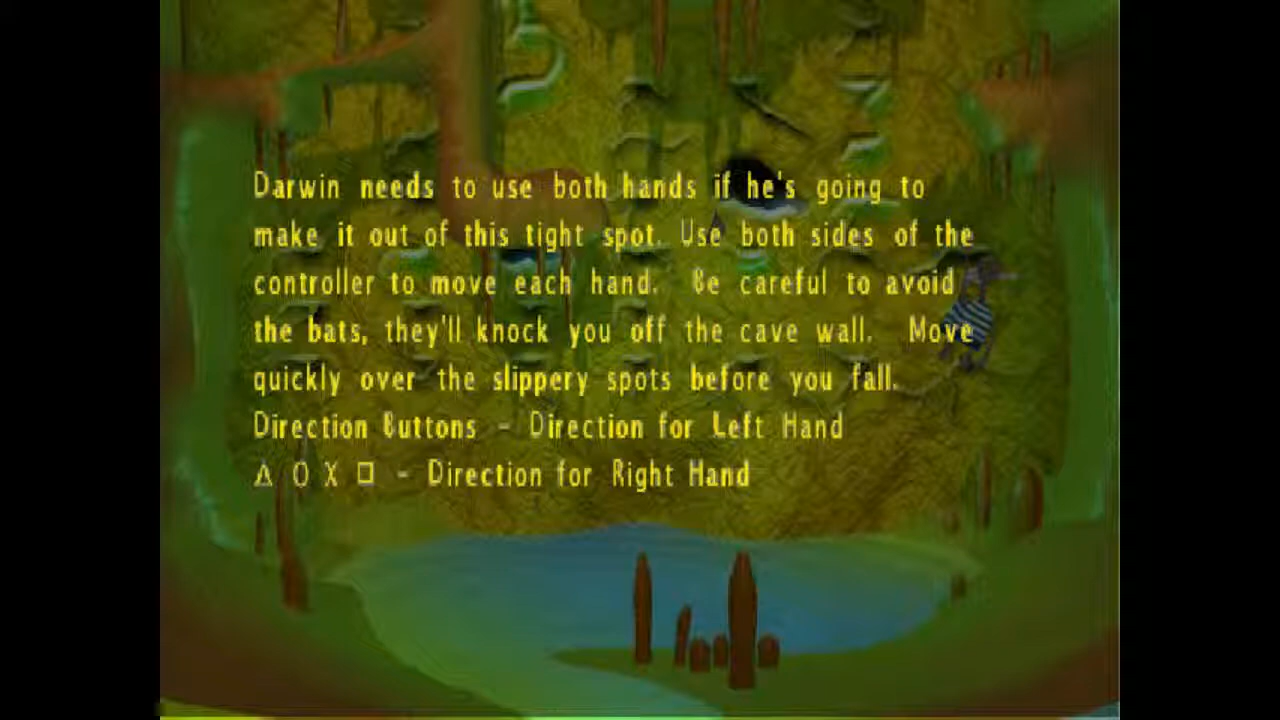 Darwin needs to use both hands if he's going to
make it out of this tight spot. Use both sides of the
controller to move each hand. Be careful to avoid
the bats, they'll knock you off the cave wall. Move
quickly over the slippery spots before you fall.
Direction Buttons - Direction for Left Hand
△ ○ X □ - Direction for Right Hand